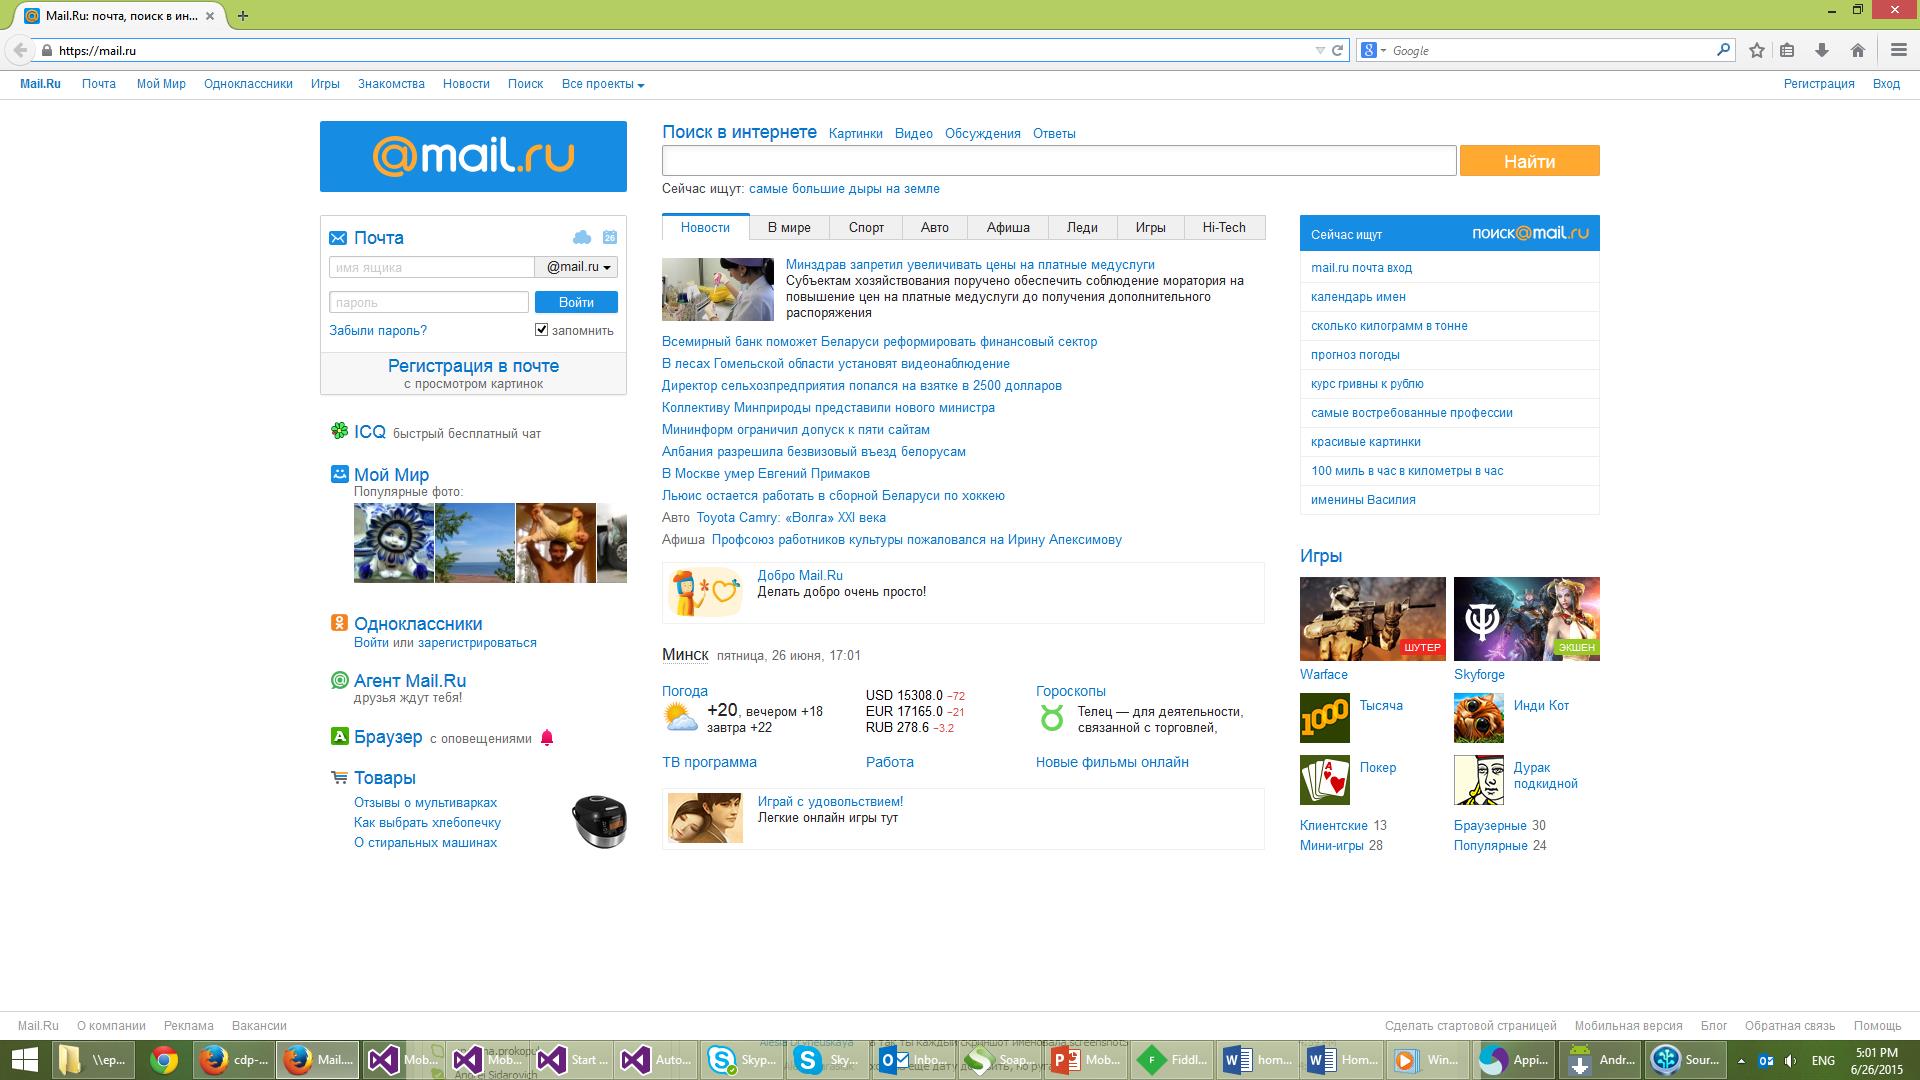 Mail.Ru: почта, поиск в ин...
https://mail.ru
Google
Mail.Ru Почта Мой Мир Одноклассники Игры Знакомства Новости Поиск Все проекты
Регистрация Вход
@mail.ru
Почта
26
имя ящика @mail.ru
пароль Войти
Забыли пароль? запомнить
Регистрация в почте
с просмотром картинок
ICQ быстрый бесплатный чат
Мой Мир
Популярные фото:
Одноклассники
Войти или зарегистрироваться
Агент Mail.Ru
друзья ждут тебя!
Браузер с оповещениями
Товары
Отзывы о мультиварках
Как выбрать хлебопечку
О стиральных машинах
Поиск в интернете Картинки Видео Обсуждения Ответы
Найти
Сейчас ищут: самые большие дыры на земле
Новости В мире Спорт Авто Афиша Леди Игры Hi-Tech
Минздрав запретил увеличивать цены на платные медуслуги
Субъектам хозяйствования поручено обеспечить соблюдение моратория на
повышение цен на платные медуслуги до получения дополнительного
распоряжения
Всемирный банк поможет Беларуси реформировать финансовый сектор
В лесах Гомельской области установят видеонаблюдение
Директор сельхозпредприятия попался на взятке в 2500 долларов
Коллективу Минприроды представили нового министра
Мининформ ограничил допуск к пяти сайтам
Албания разрешила безвизовый въезд белорусам
В Москве умер Евгений Примаков
Льюис остается работать в сборной Беларуси по хоккею
Авто Toyota Camry: «Волга» XXI века
Афиша Профсоюз работников культуры пожаловался на Ирину Апексимову
Добро Mail.Ru
Делать добро очень просто!
Минск пятница, 26 июня, 17:01
Погода
+20, вечером +18
завтра +22
USD 15308.0 −72
EUR 17165.0 −21
RUB 278.6 −3.2
Гороскопы
Телец — для деятельности,
связанной с торговлей,
ТВ программа Работа Новые фильмы онлайн
Играй с удовольствием!
Легкие онлайн игры тут
Сейчас ищут поиск@mail.ru
mail.ru почта вход
календарь имен
сколько килограмм в тонне
прогноз погоды
курс гривны к рублю
самые востребованные профессии
красивые картинки
100 миль в час в километры в час
именины Василия
Игры
ШУТЕР ЭКШЕН
Warface Skyforge
1000 Тысяча Инди Кот
Покер Дурак
подкидной
Клиентские 13 Браузерные 30
Мини-игры 28 Популярные 24
Mail.Ru О компании Реклама Вакансии
Сделать стартовой страницей Мобильная версия Блог Обратная связь Помощь
\\ep... cdp-... Mail.... Mob... Mob... Start ... Auto... Skyp... Sky... Inbo... Soap... Mob... Fiddl... hom... Hom... Win... Appi... Andr... Sour... ENG
5:01 PM
6/26/2015